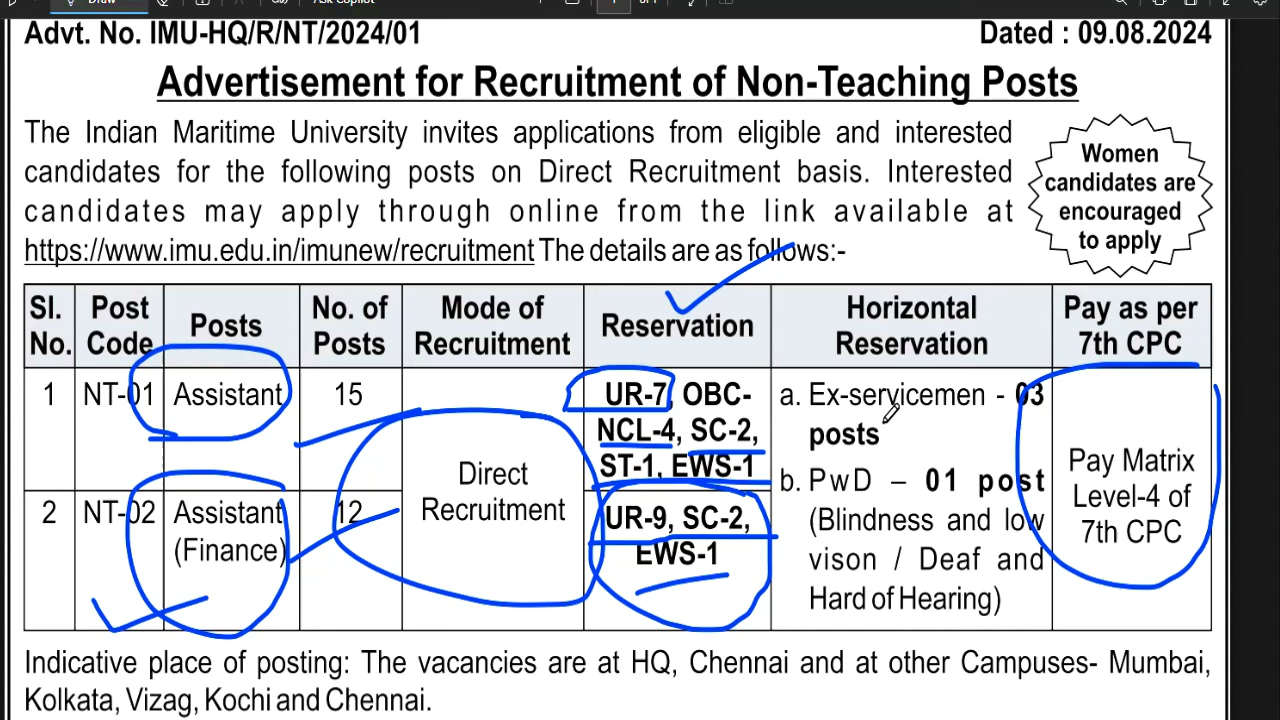 Draw
Ask Copilot
Advt. No. IMU-HQ/R/NT/2024/01 Dated : 09.08.2024
Advertisement for Recruitment of Non-Teaching Posts
The Indian Maritime University invites applications from eligible and interested
candidates for the following posts on Direct Recruitment basis. Interested
candidates may apply through online from the link available at
https://www.imu.edu.in/imunew/recruitment The details are as follows:-
Women
candidates are
encouraged
to apply
Sl. No. Post Code Posts No. of Posts Mode of Recruitment Reservation Horizontal Reservation Pay as per 7th CPC
1 NT-01 Assistant 15
Direct
Recruitment
UR-7, OBC-
NCL-4, SC-2,
ST-1, EWS-1
2 NT-02 Assistant (Finance) 12
UR-9, SC-2,
EWS-1
a. Ex-servicemen - 03
posts
b. PwD – 01 post
(Blindness and low
vison / Deaf and
Hard of Hearing)
Pay Matrix
Level-4 of
7th CPC
Indicative place of posting: The vacancies are at HQ, Chennai and at other Campuses- Mumbai,
Kolkata, Vizag, Kochi and Chennai.